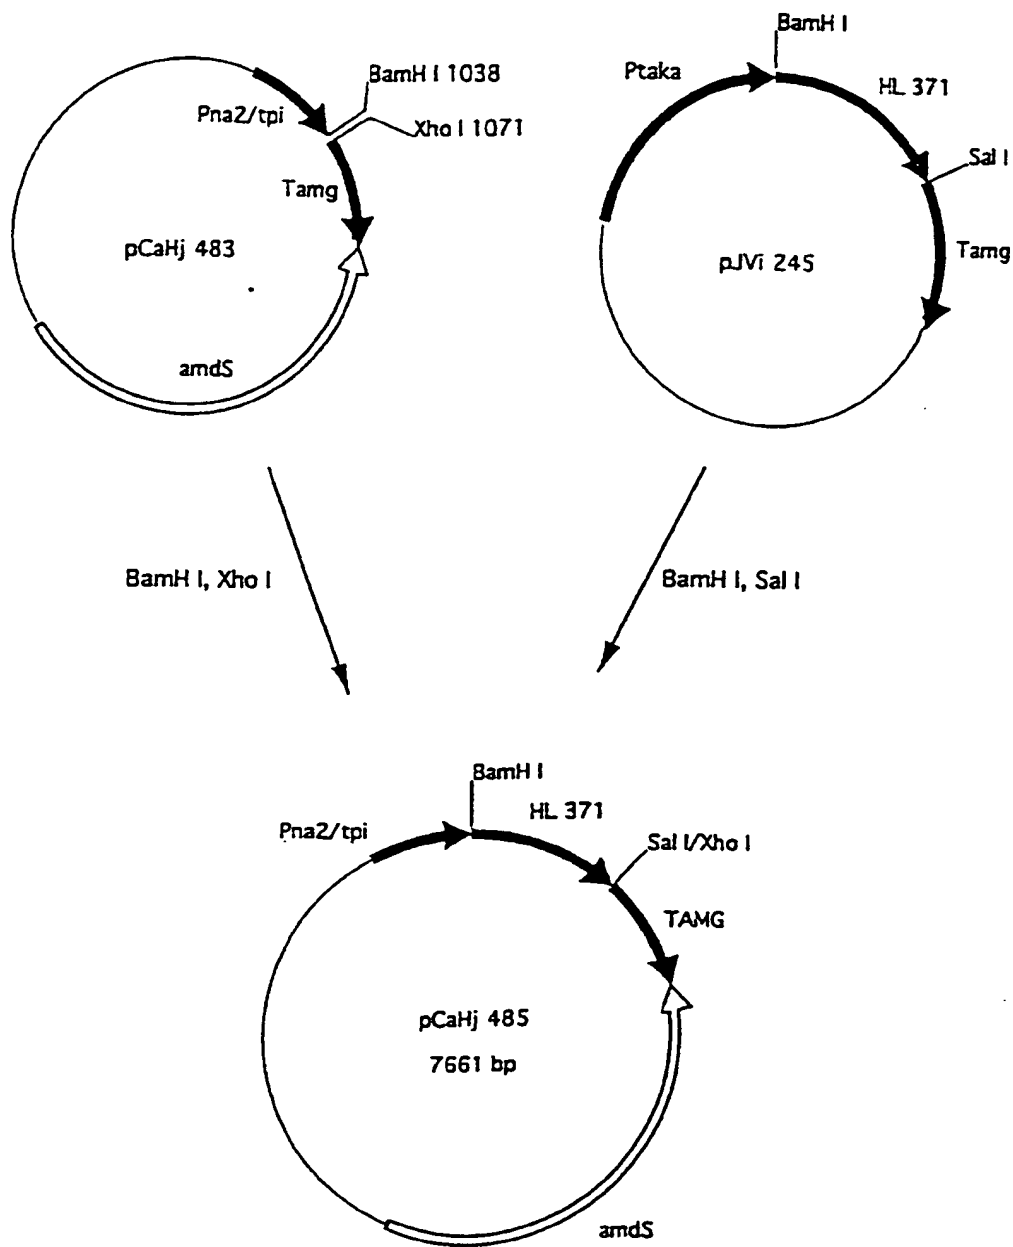 BamH I 1038
Pna2/tpi
Xho I 1071
Tamg
pCaHj 483
amdS
BamH I
Ptaka
HL 371
Sal I
Tamg
pJVi 245
BamH I, Xho I
BamH I, Sal I
BamH I
HL 371
Pna2/tpi
Sal I/Xho I
TAMG
pCaHj 485
7661 bp
amdS